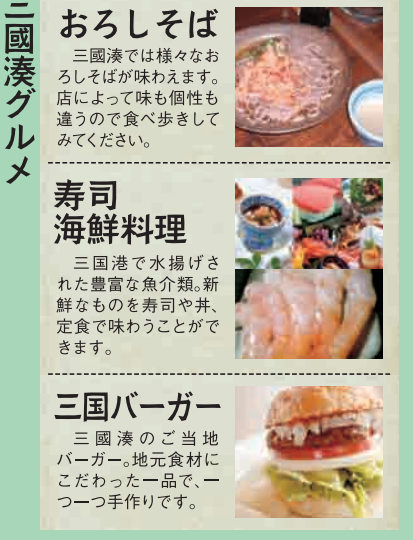 三國湊グルメ
おろしそば
三國湊では様々なお
ろしそばが味わえます。
店によって味も個性も
違うので食べ歩きして
みてください。
寿司
海鮮料理
三国港で水揚げさ
れた豊富な魚介類。新
鮮なものを寿司や丼、
定食で味わうことがで
きます。
三国バーガー
三國湊のご当地
バーガー。地元食材に
こだわった一品で、一
つ一つ手作りです。